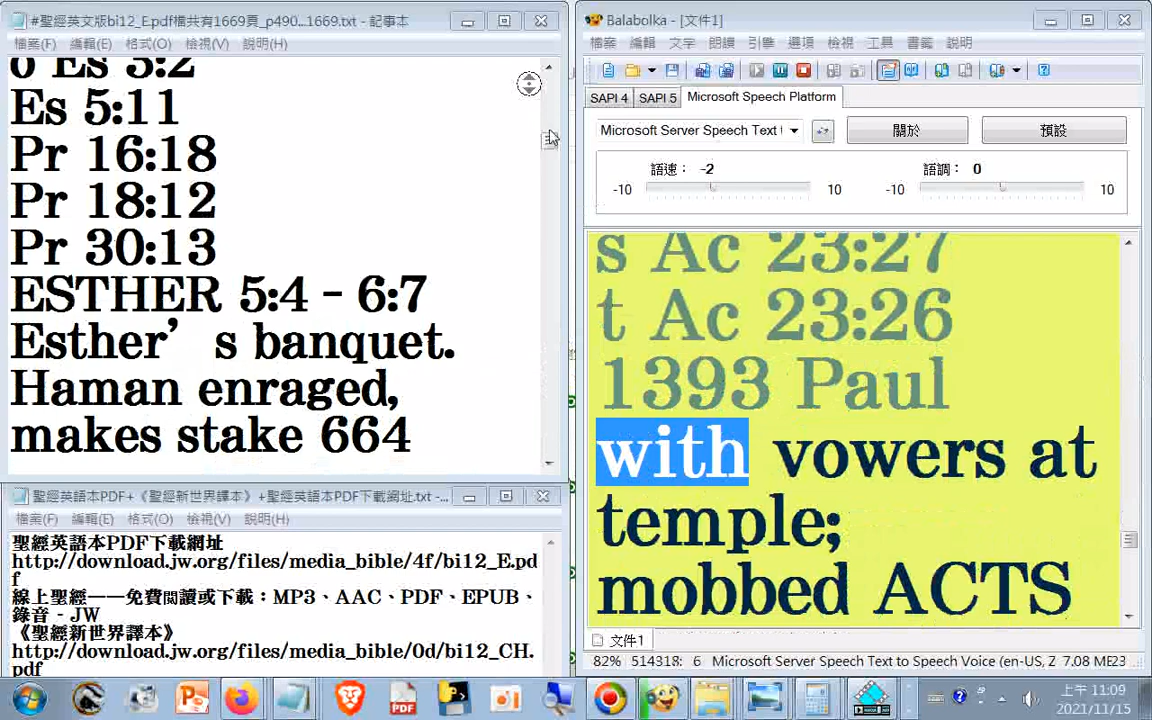 #聖經英文版bi12_E.pdf檔共有1669頁_p490...1669.txt - 記事本
檔案(F) 編輯(E) 格式(O) 檢視(V) 說明(H)
o Es 3:2
Es 5:11
Pr 16:18
Pr 18:12
Pr 30:13
ESTHER 5:4 – 6:7
Esther’s banquet.
Haman enraged,
makes stake 664
聖經英語本PDF+《聖經新世界譯本》+聖經英語本PDF下載網址.txt - ...
檔案(F) 編輯(E) 格式(O) 檢視(V) 說明(H)
聖經英語本PDF下載網址
http://download.jw.org/files/media_bible/4f/bi12_E.pd
f
線上聖經——免費閱讀或下載：MP3、AAC、PDF、EPUB、
錄音 - JW
《聖經新世界譯本》
http://download.jw.org/files/media_bible/0d/bi12_CH.
pdf
Balabolka - [文件1]
檔案 編輯 文字 朗讀 引擎 選項 檢視 工具 書籤 說明
SAPI 4 SAPI 5 Microsoft Speech Platform
Microsoft Server Speech Text 關於 預設
語速： -2 語調： 0
-10 10 -10 10
s Ac 23:27
t Ac 23:26
1393 Paul
with vowers at
temple;
mobbed ACTS
文件1
82% 514318: 6 Microsoft Server Speech Text to Speech Voice (en-US, Z 7.08 ME23
PDF
上午 11:09
2021/11/15